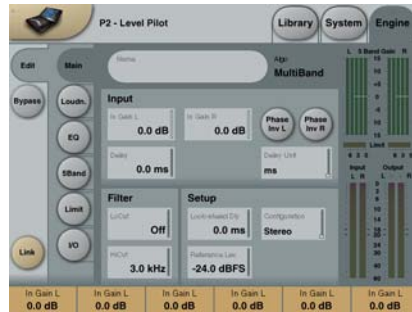 P2 - Level Pilot
Library
System
Engine
Edit
Main
Name
Algo
MultiBand
L 5 Band Gain R
Bypass
Loudn.
Input
In Gain L
0.0 dB
In Gain R
0.0 dB
Phase
Inv L
Phase
Inv R
EQ
Delay
0.0 ms
Delay Unit
ms
Limit
5Band
Input
Output
L R
L R
Filter
Setup
LoCut
Off
0.0 ms
Configuration
Stereo
Limit
HiCut
3.0 kHz
Reference Lev
-24.0 dBFS
Link
I/O
In Gain L
0.0 dB
In Gain L
0.0 dB
In Gain L
0.0 dB
In Gain L
0.0 dB
In Gain L
0.0 dB
In Gain L
0.0 dB